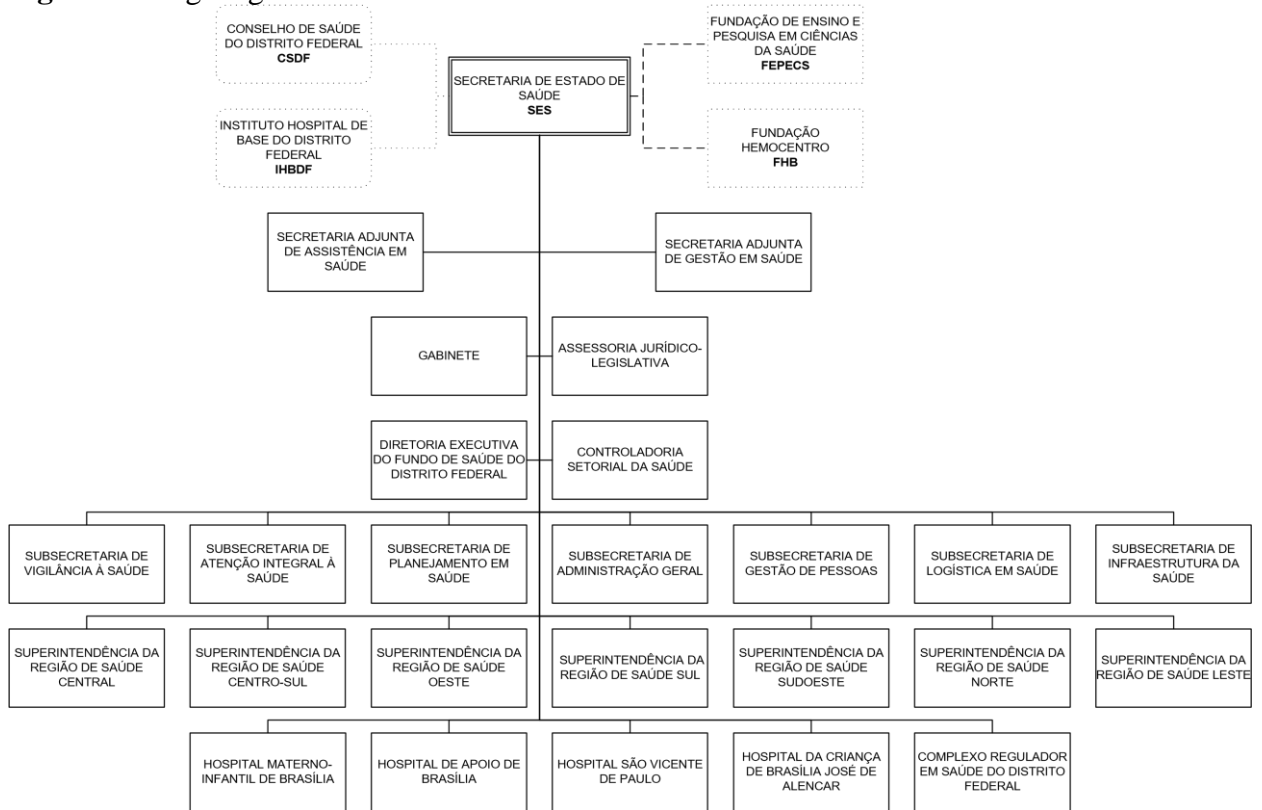 CONSELHO DE SAÚDE
DO DISTRITO FEDERAL
CSDF
FUNDAÇÃO DE ENSINO E
PESQUISA EM CIÊNCIAS
DA SAÚDE
FEPECS
SECRETARIA DE ESTADO DE
SAÚDE
SES
INSTITUTO HOSPITAL DE
BASE DO DISTRITO
FEDERAL
IHBDF
FUNDAÇÃO
HEMOCENTRO
FHB
SECRETARIA ADJUNTA
DE ASSISTÊNCIA EM
SAÚDE
SECRETARIA ADJUNTA
DE GESTÃO EM SAÚDE
GABINETE
ASSESSORIA JURÍDICO-
LEGISLATIVA
DIRETORIA EXECUTIVA
DO FUNDO DE SAÚDE DO
DISTRITO FEDERAL
CONTROLADORIA
SETORIAL DA SAÚDE
SUBSECRETARIA DE
VIGILÂNCIA À SAÚDE
SUBSECRETARIA DE
ATENÇÃO INTEGRAL À
SAÚDE
SUBSECRETARIA DE
PLANEJAMENTO EM
SAÚDE
SUBSECRETARIA DE
ADMINISTRAÇÃO GERAL
SUBSECRETARIA DE
GESTÃO DE PESSOAS
SUBSECRETARIA DE
LOGÍSTICA EM SAÚDE
SUBSECRETARIA DE
INFRAESTRUTURA DA
SAÚDE
SUPERINTENDÊNCIA DA
REGIÃO DE SAÚDE
CENTRAL
SUPERINTENDÊNCIA DA
REGIÃO DE SAÚDE
CENTRO-SUL
SUPERINTENDÊNCIA DA
REGIÃO DE SAÚDE
OESTE
SUPERINTENDÊNCIA DA
REGIÃO DE SAÚDE SUL
SUPERINTENDÊNCIA DA
REGIÃO DE SAÚDE
SUDOESTE
SUPERINTENDÊNCIA DA
REGIÃO DE SAÚDE
NORTE
SUPERINTENDÊNCIA DA
REGIÃO DE SAÚDE LESTE
HOSPITAL MATERNO-
INFANTIL DE BRASÍLIA
HOSPITAL DE APOIO DE
BRASÍLIA
HOSPITAL SÃO VICENTE
DE PAULO
HOSPITAL DA CRIANÇA
DE BRASÍLIA JOSÉ DE
ALENCAR
COMPLEXO REGULADOR
EM SAÚDE DO DISTRITO
FEDERAL